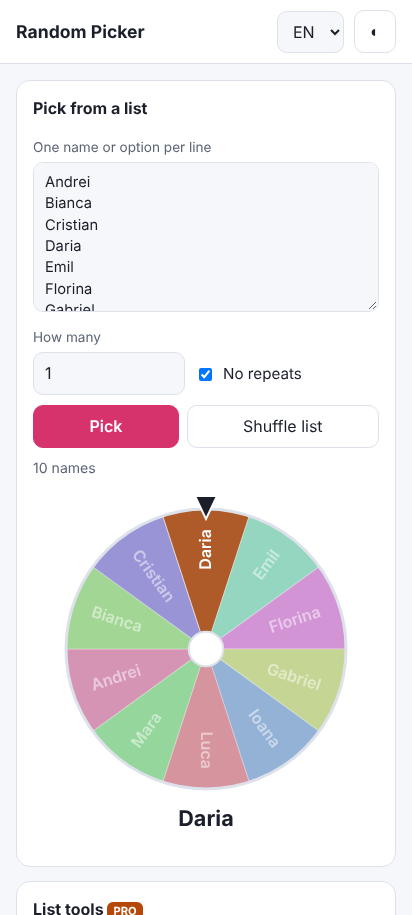 Random Picker
EN
Pick from a list
One name or option per line
Andrei
Bianca
Cristian
Daria
Emil
Florina
Gabriel
How many
1
No repeats
Pick
Shuffle list
10 names
Daria
Emil
Florina
Gabriel
Ioana
Luca
Mara
Andrei
Bianca
Cristian
Daria
List tools PRO